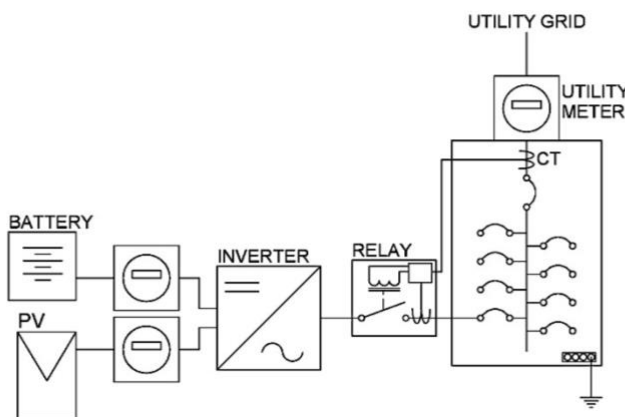 UTILITY GRID
UTILITY
METER
CT
BATTERY
INVERTER
RELAY
PV